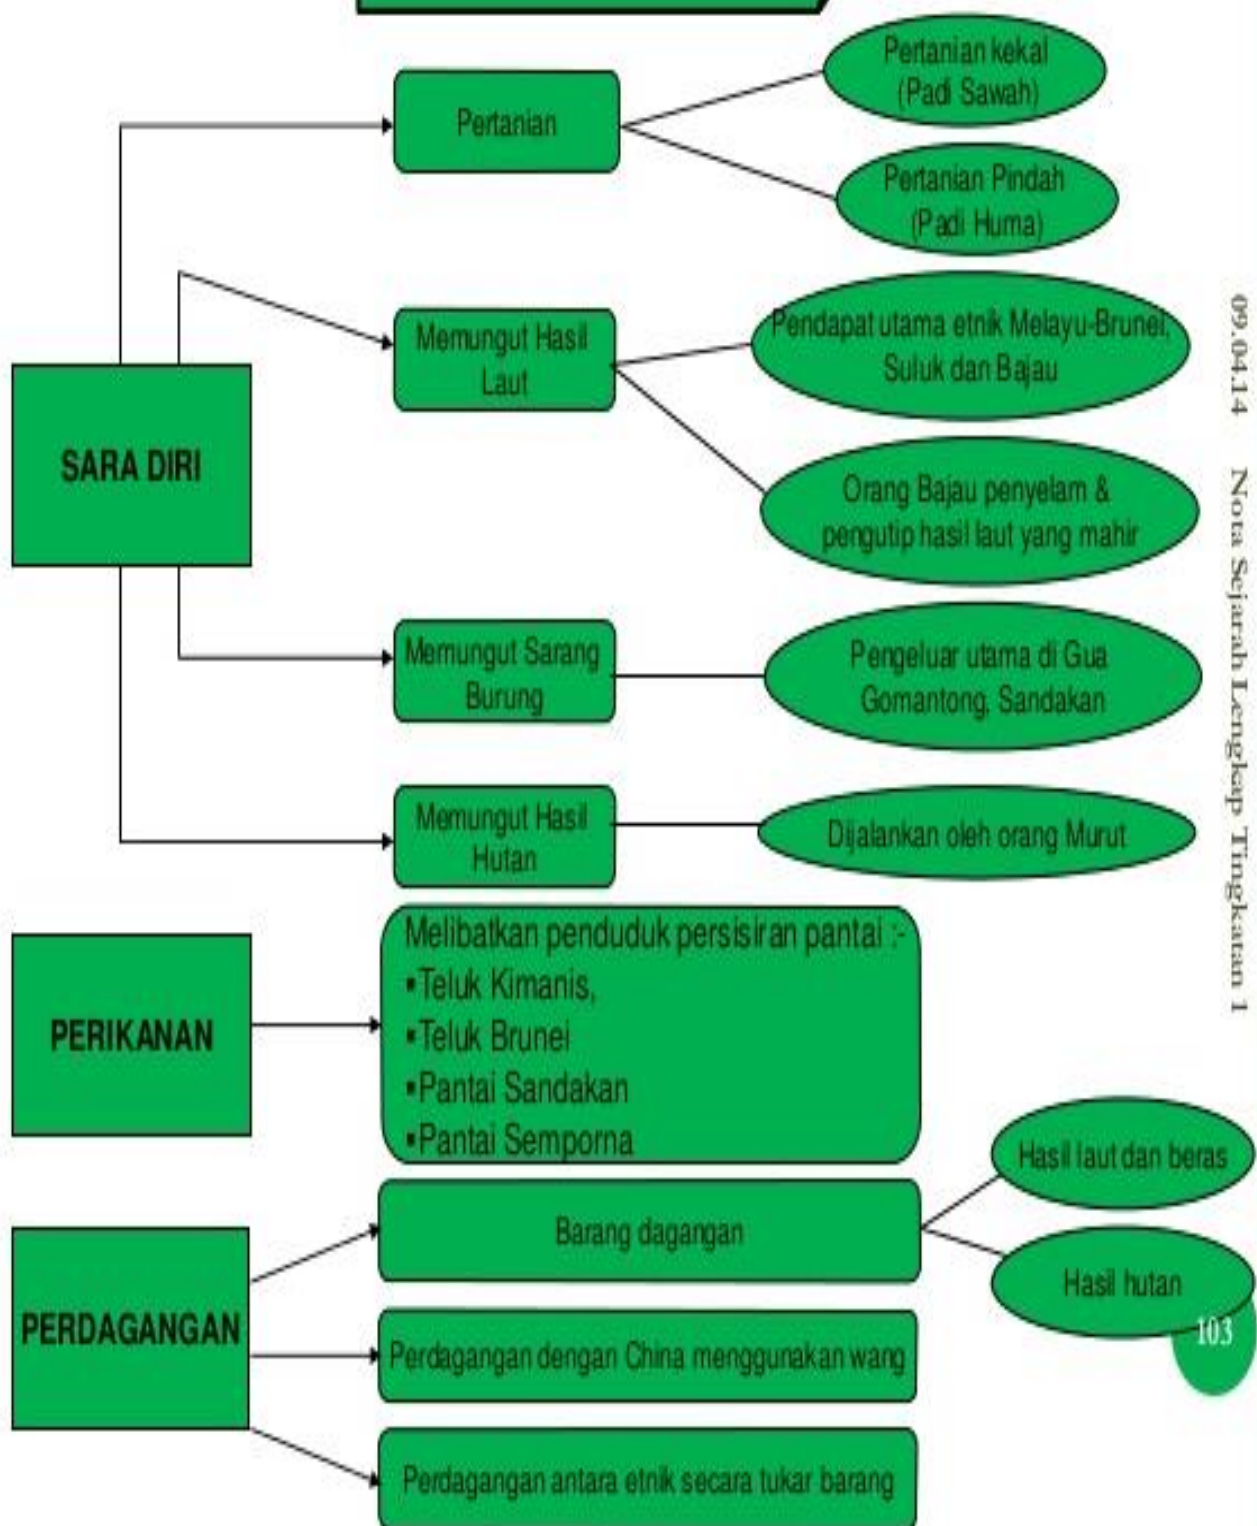 Pertanian
Pertanian kekal
(Padi Sawah)
Pertanian Pindah
(Padi Huma)
SARA DIRI
Memungut Hasil
Laut
Pendapat utama etnik Melayu-Brunei,
Suluk dan Bajau
Orang Bajau penyelam &
pengutip hasil laut yang mahir
Memungut Sarang
Burung
Pengeluar utama di Gua
Gomantong, Sandakan
Memungut Hasil
Hutan
Dijalankan oleh orang Murut
PERIKANAN
Melibatkan penduduk persisiran pantai :-
▪Teluk Kimanis,
▪Teluk Brunei
▪Pantai Sandakan
▪Pantai Semporna
PERDAGANGAN
Barang dagangan
Hasil laut dan beras
Hasil hutan
Perdagangan dengan China menggunakan wang
Perdagangan antara etnik secara tukar barang
09.04.14 Nota Sejarah Lengkap Tingkatan 1
103